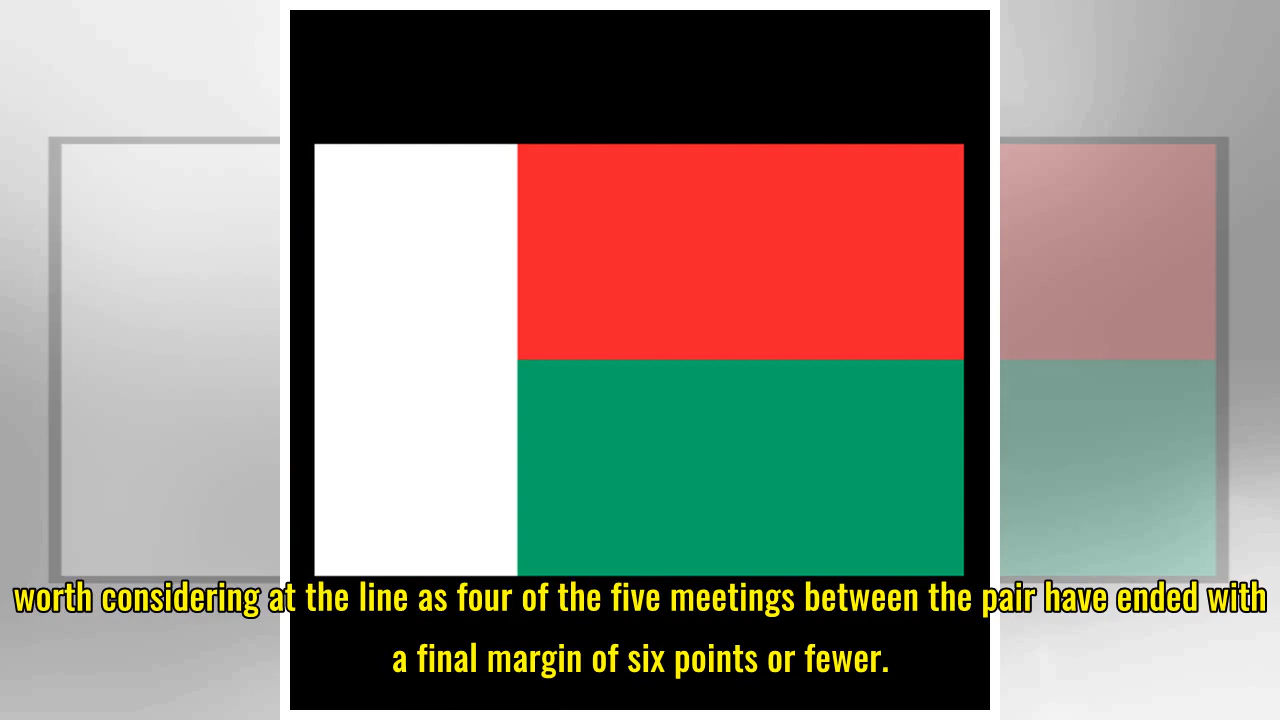 worth considering at the line as four of the five meetings between the pair have ended with
a final margin of six points or fewer.